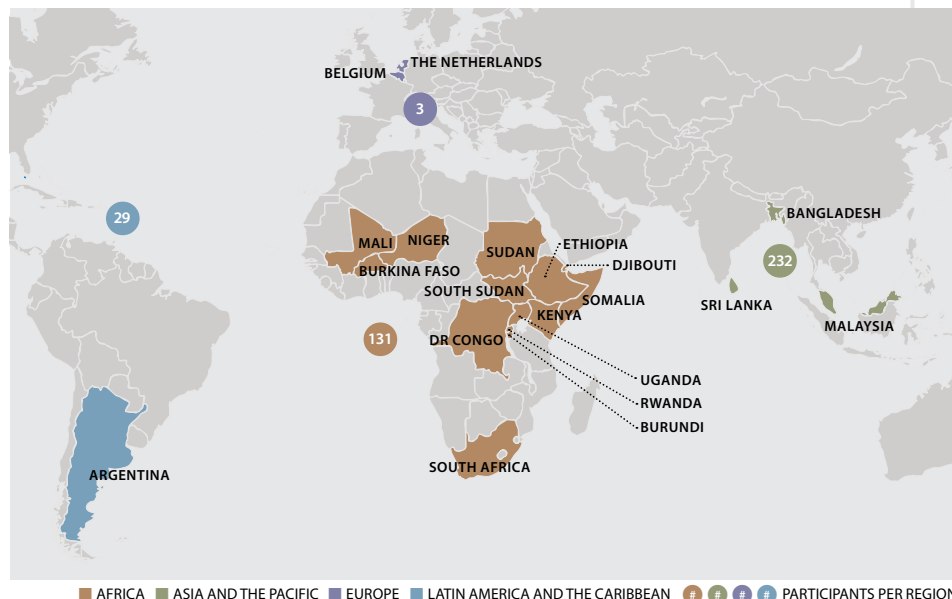 THE NETHERLANDS
BELGIUM
3
29
BANGLADESH
MALI
NIGER
SUDAN
ETHIOPIA
232
DJIBOUTI
BURKINA FASO
SOUTH SUDAN
SOMALIA
SRI LANKA
KENYA
MALAYSIA
131
DR CONGO
UGANDA
RWANDA
BURUNDI
SOUTH AFRICA
ARGENTINA
AFRICA ASIA AND THE PACIFIC EUROPE LATIN AMERICA AND THE CARIBBEAN # # # # PARTICIPANTS PER REGIO